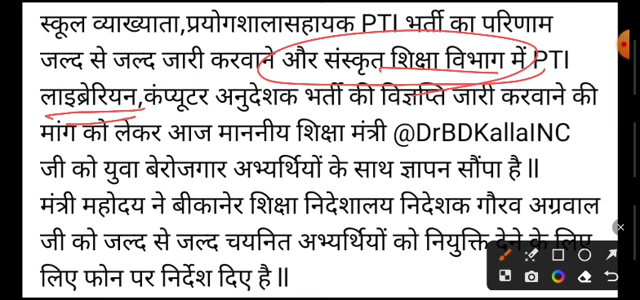 स्कूल व्याख्याता,प्रयोगशालासहायक PTI भर्ती का परिणाम
जल्द से जल्द जारी करवाने और संस्कृत शिक्षा विभाग में PTI
लाइब्रेरियन,कंप्यूटर अनुदेशक भर्ती की विज्ञप्ति जारी करवाने की
मांग को लेकर आज माननीय शिक्षा मंत्री @DrBDKallaINC
जी को युवा बेरोजगार अभ्यर्थियों के साथ ज्ञापन सौंपा है ll
मंत्री महोदय ने बीकानेर शिक्षा निदेशालय निदेशक गौरव अग्रवाल
जी को जल्द से जल्द चयनित अभ्यर्थियों को नियुक्ति देने के लिए
लिए फोन पर निर्देश दिए है ll